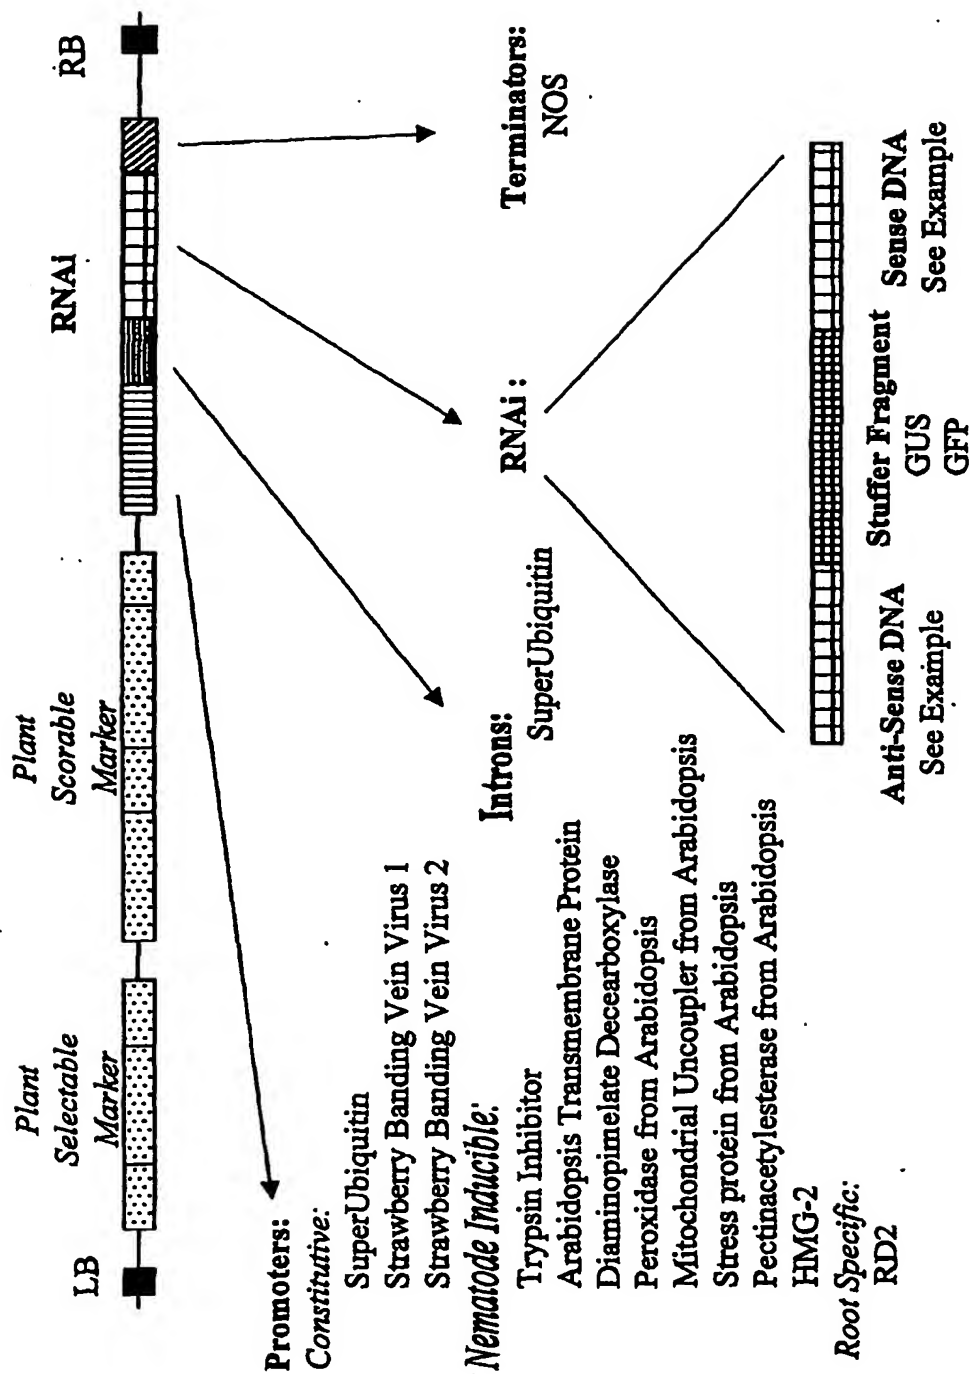 LB
Plant
Selectable
Marker
Plant
Scorable
Marker
RNAi
RB
Promoters:
Constitutive:
SuperUbiquitin
Strawberry Banding Vein Virus 1
Strawberry Banding Vein Virus 2
Nematode Inducible:
Trypsin Inhibitor
Arabidopsis Transmembrane Protein
Diaminopimelate Decearboxylase
Peroxidase from Arabidopsis
Mitochondrial Uncoupler from Arabidopsis
Stress protein from Arabidopsis
Pectinacetylesterase from Arabidopsis
HMG-2
Root Specific:
RD2
Introns:
SuperUbiquitin
RNAi :
Terminators:
NOS
Anti-Sense DNA
See Example
Stuffer Fragment
GUS
GFP
Sense DNA
See Example